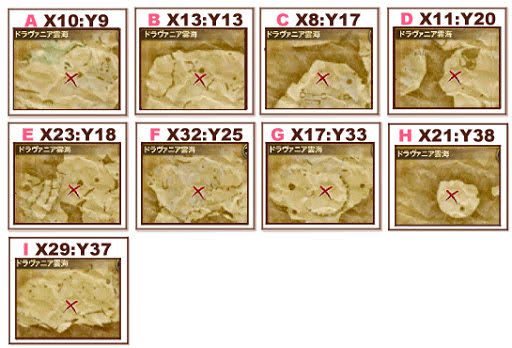 A X10:Y9
ドラヴァニア雲海
B X13:Y13
ドラヴァニア雲海
C X8:Y17
ドラヴァニア雲海
D X11:Y20
ドラヴァニア雲海
E X23:Y18
ドラヴァニア雲海
F X32:Y25
ドラヴァニア雲海
G X17:Y33
ドラヴァニア雲海
H X21:Y38
ドラヴァニア雲海
I X29:Y37
ドラヴァニア雲海